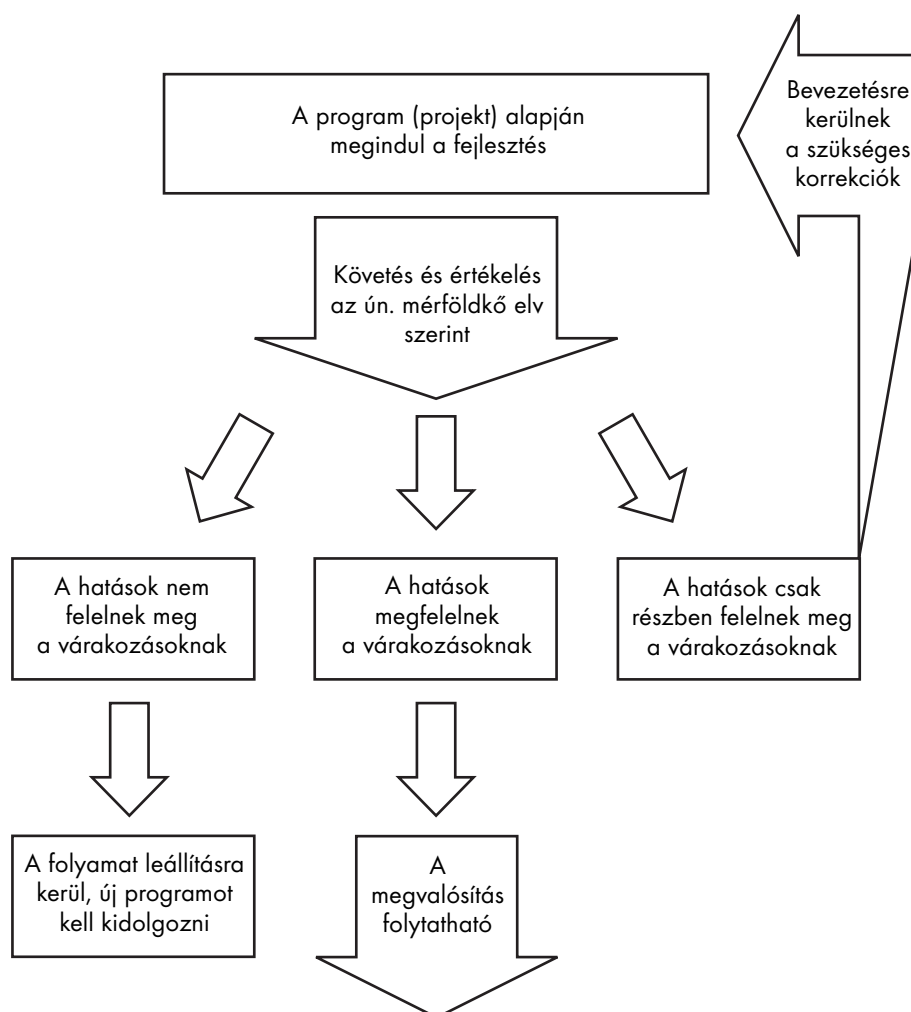 A program (projekt) alapján
megindul a fejlesztés
Bevezetésre
kerülnek
a szükséges
korrekciók
Követés és értékelés
az ún. mérföldkő elv
szerint
A hatások nem
felelnek meg
a várakozásoknak
A hatások
megfelelnek
a várakozásoknak
A hatások csak
részben felelnek meg
a várakozásoknak
A folyamat leállításra
kerül, új programot
kell kidolgozni
A
megvalósítás
folytatható